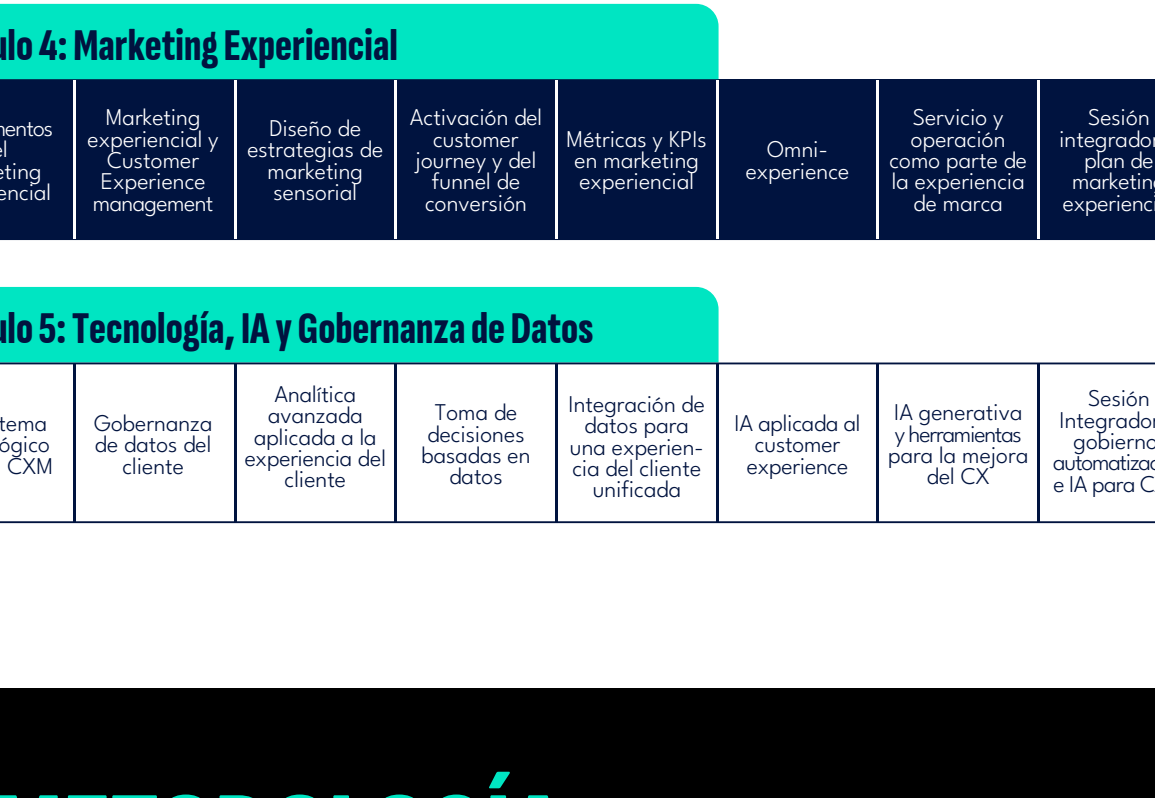 ulo 4: Marketing Experiencial
mentos
el
eting
encial
Marketing
experiencial y
Customer
Experience
management
Diseño de
estrategias de
marketing
sensorial
Activación del
customer
journey y del
funnel de
conversión
Métricas y KPIs
en marketing
experiencial
Omni-
experience
Servicio y
operación
como parte de
la experiencia
de marca
Sesión
integrador
plan de
marketing
experienci
ulo 5: Tecnología, IA y Gobernanza de Datos
tema
ógico
CXM
Gobernanza
de datos del
cliente
Analítica
avanzada
aplicada a la
experiencia del
cliente
Toma de
decisiones
basadas en
datos
Integración de
datos para
una experien-
cia del cliente
unificada
IA aplicada al
customer
experience
IA generativa
y herramientas
para la mejora
del CX
Sesión
Integrador
gobierno
automatizac
e IA para C
METODOLOGÍA